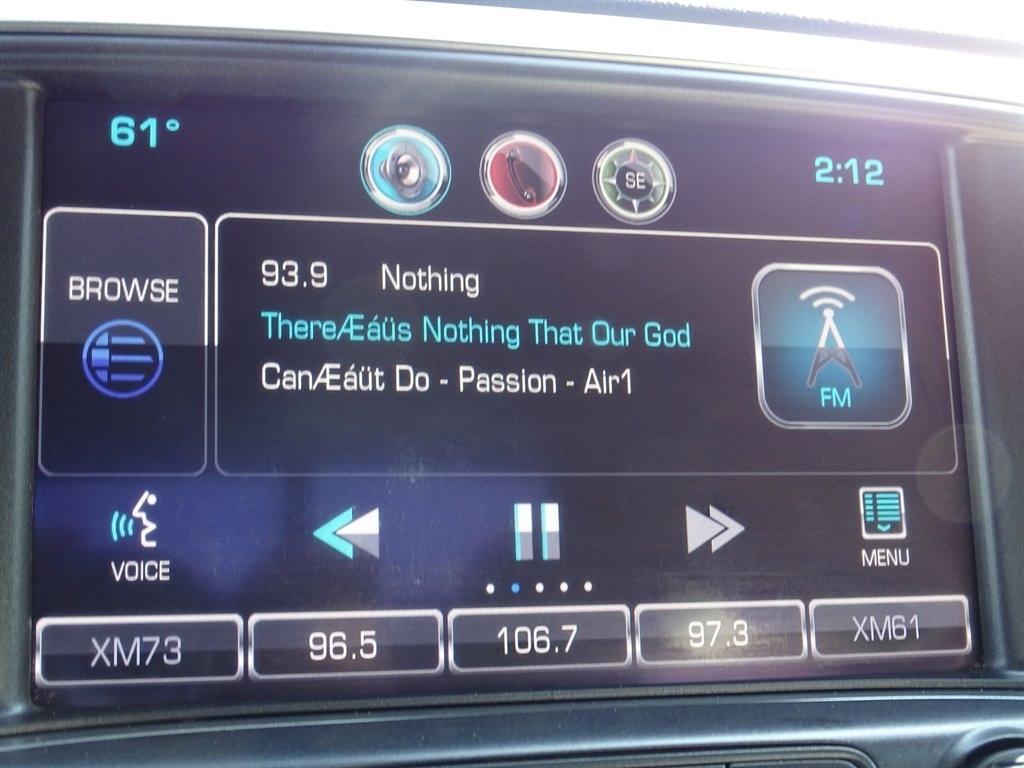 61°
SE
2:12
BROWSE
93.9 Nothing
ThereÆáüs Nothing That Our God
CanÆáüt Do - Passion - Air1
FM
VOICE
MENU
XM73
96.5
106.7
97.3
XM61